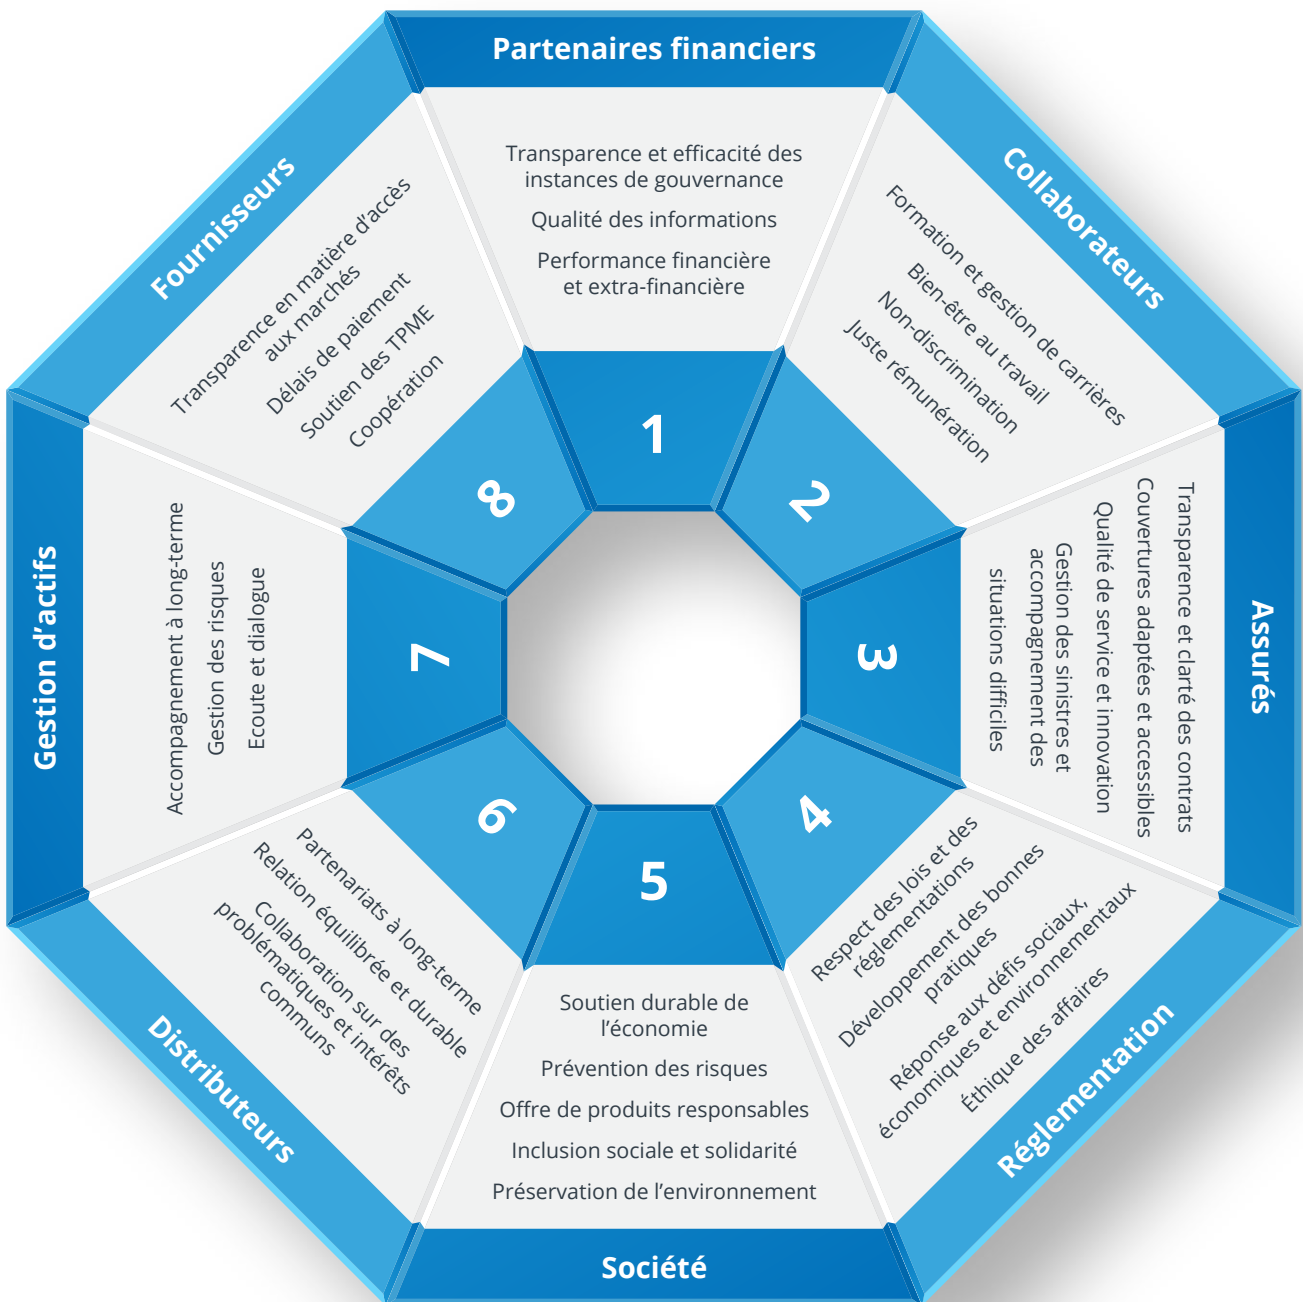 Partenaires financiers
Transparence et efficacité des
instances de gouvernance
Qualité des informations
Performance financière
et extra-financière
1
Collaborateurs
Formation et gestion de carrières
Bien-être au travail
Non-discrimination
Juste rémunération
2
Assurés
Transparence et clarté des contrats
Couvertures adaptées et accessibles
Qualité de service et innovation
Gestion des sinistres et
accompagnement des
situations difficiles
3
Réglementation
Respect des lois et des
réglementations
Développement des bonnes
pratiques
Réponse aux défis sociaux,
économiques et environnementaux
Éthique des affaires
4
5
Soutien durable de
l’économie
Prévention des risques
Offre de produits responsables
Inclusion sociale et solidarité
Préservation de l’environnement
Société
6
Partenariats à long-terme
Relation équilibrée et durable
Collaboration sur des
problématiques et intérêts
communs
Distributeurs
Gestion d’actifs
Accompagnement à long-terme
Gestion des risques
Ecoute et dialogue
7
Fournisseurs
Transparence en matière d’accès
aux marchés
Délais de paiement
Soutien des TPME
Coopération
8